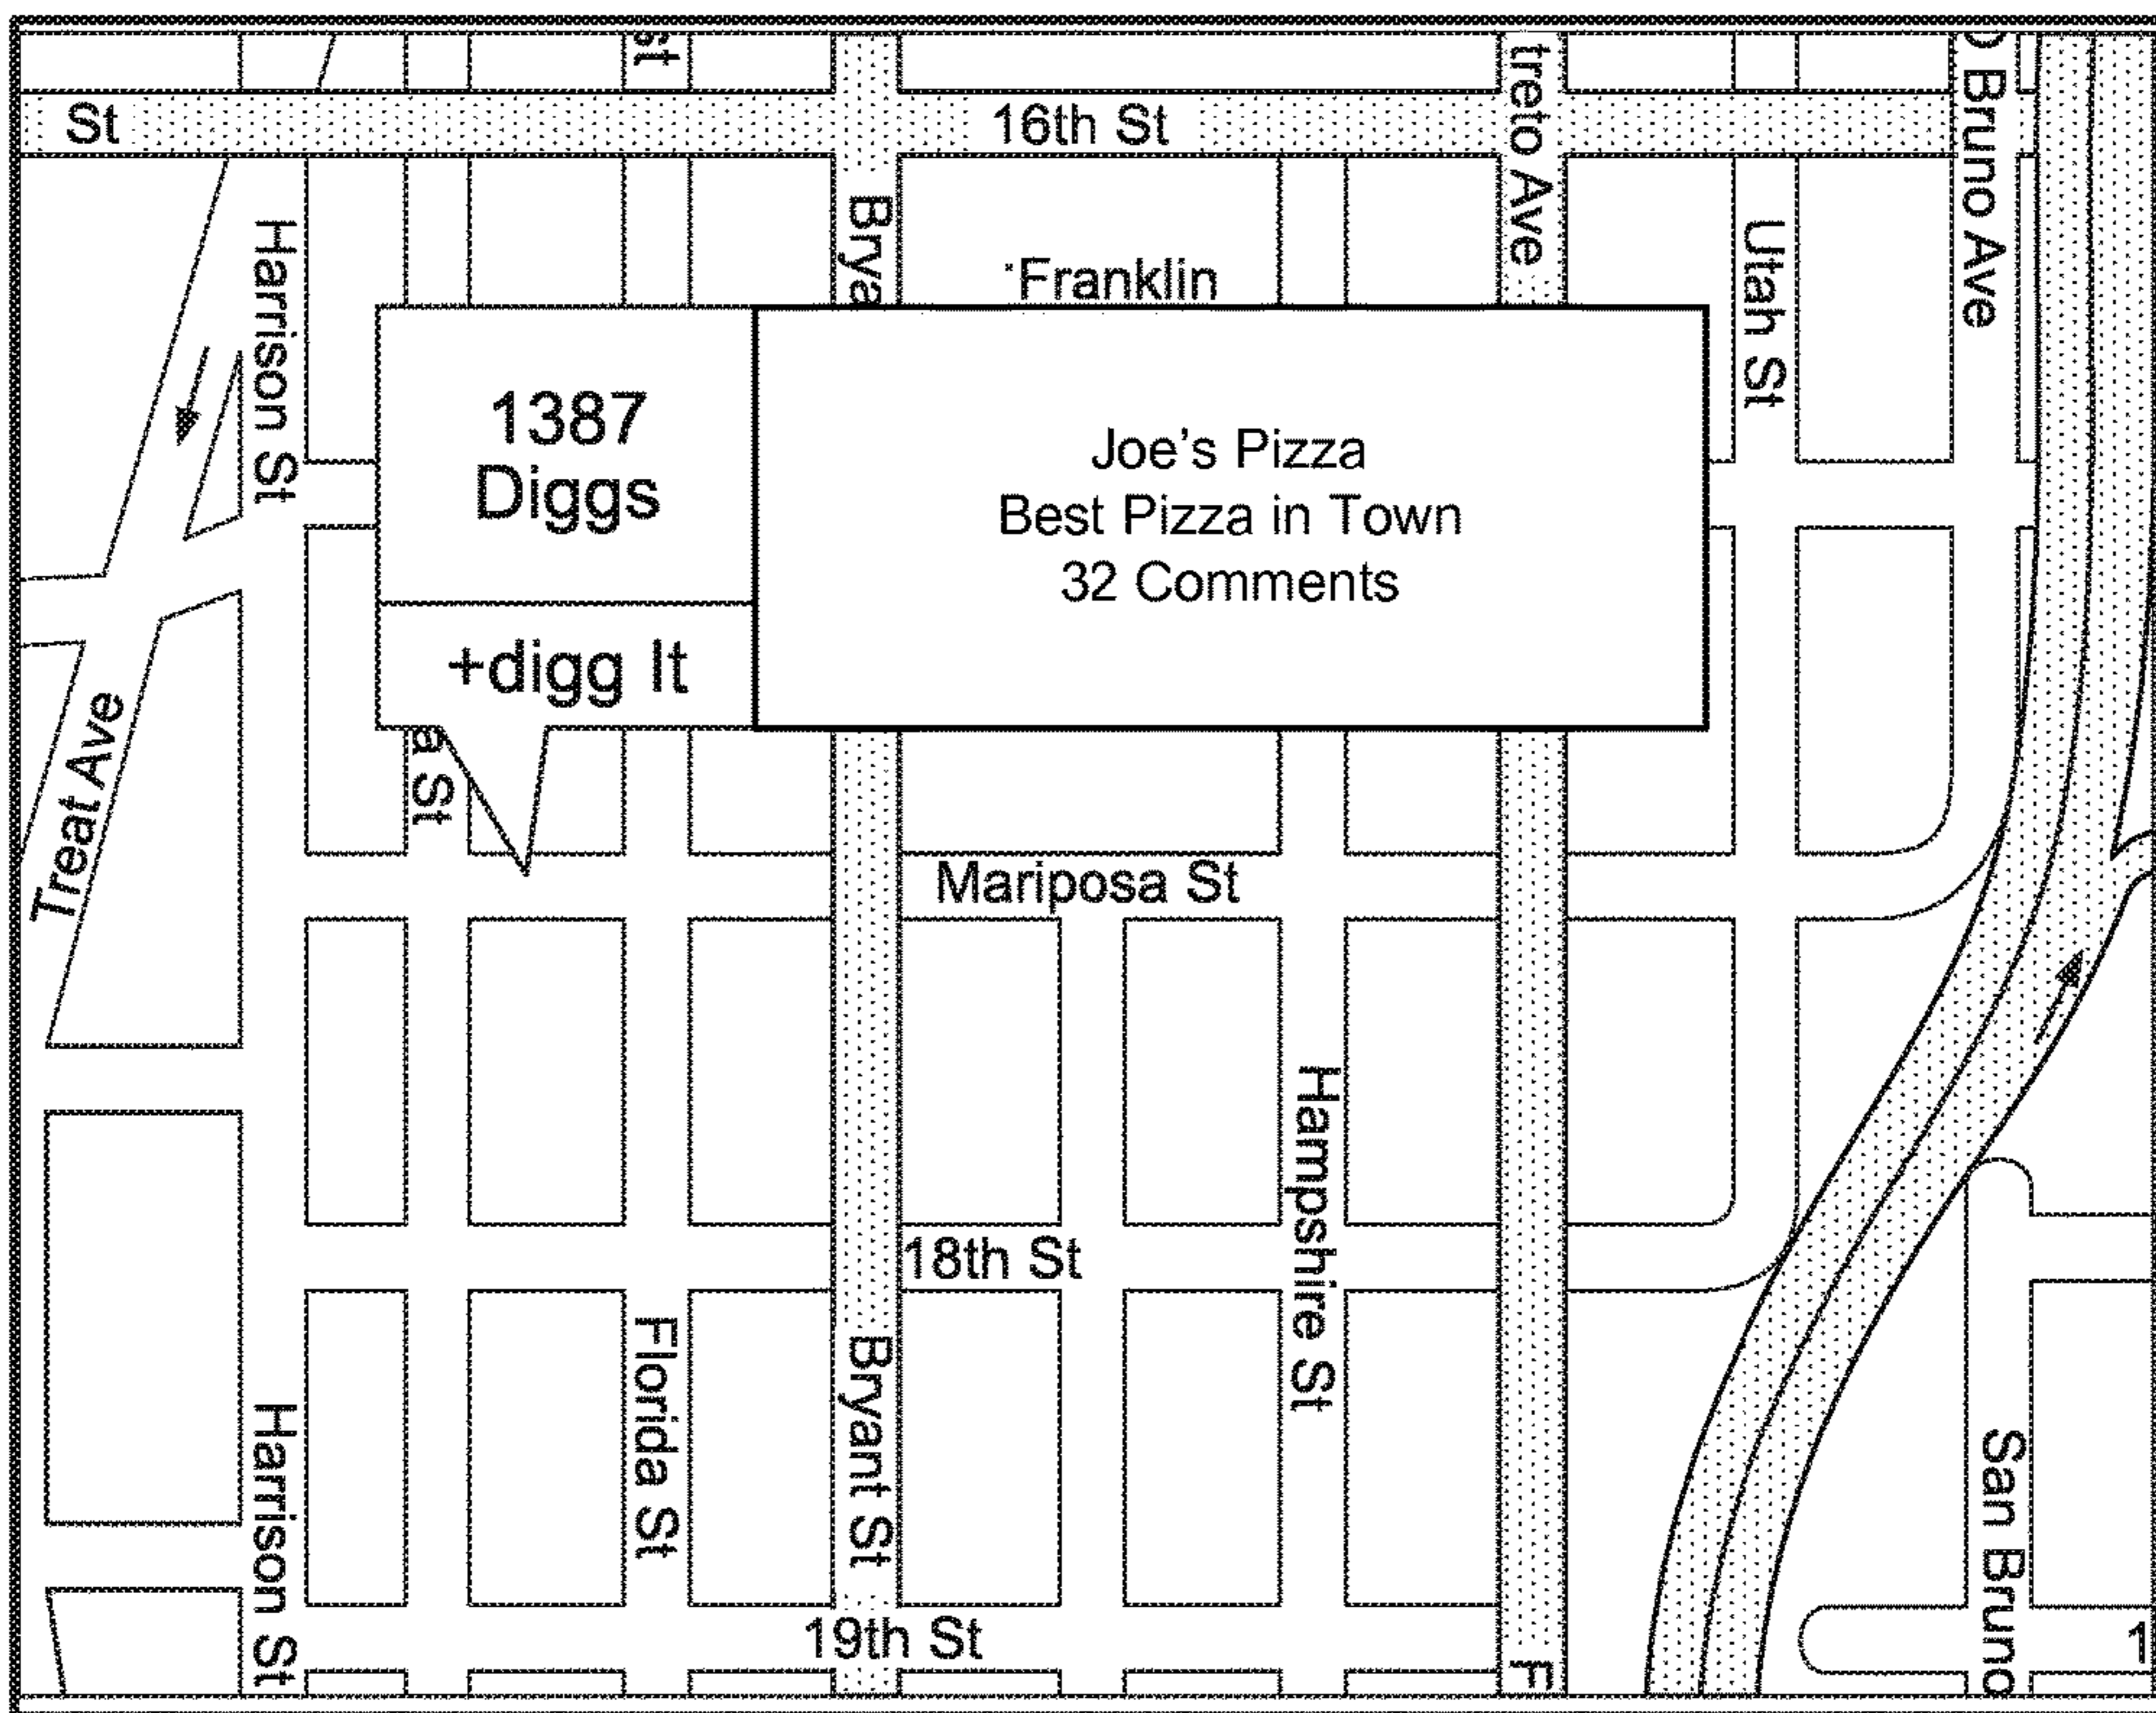 st
St
16th St
treto Ave
Bruno Ave
Harrison St
Brya
Franklin
Utah St
1387
Diggs
Joe's Pizza
Best Pizza in Town
32 Comments
+digg It
a St
Treat Ave
Mariposa St
Hampshire St
18th St
Florida St
Bryant St
Harrison St
San Bruno
19th St
F
1